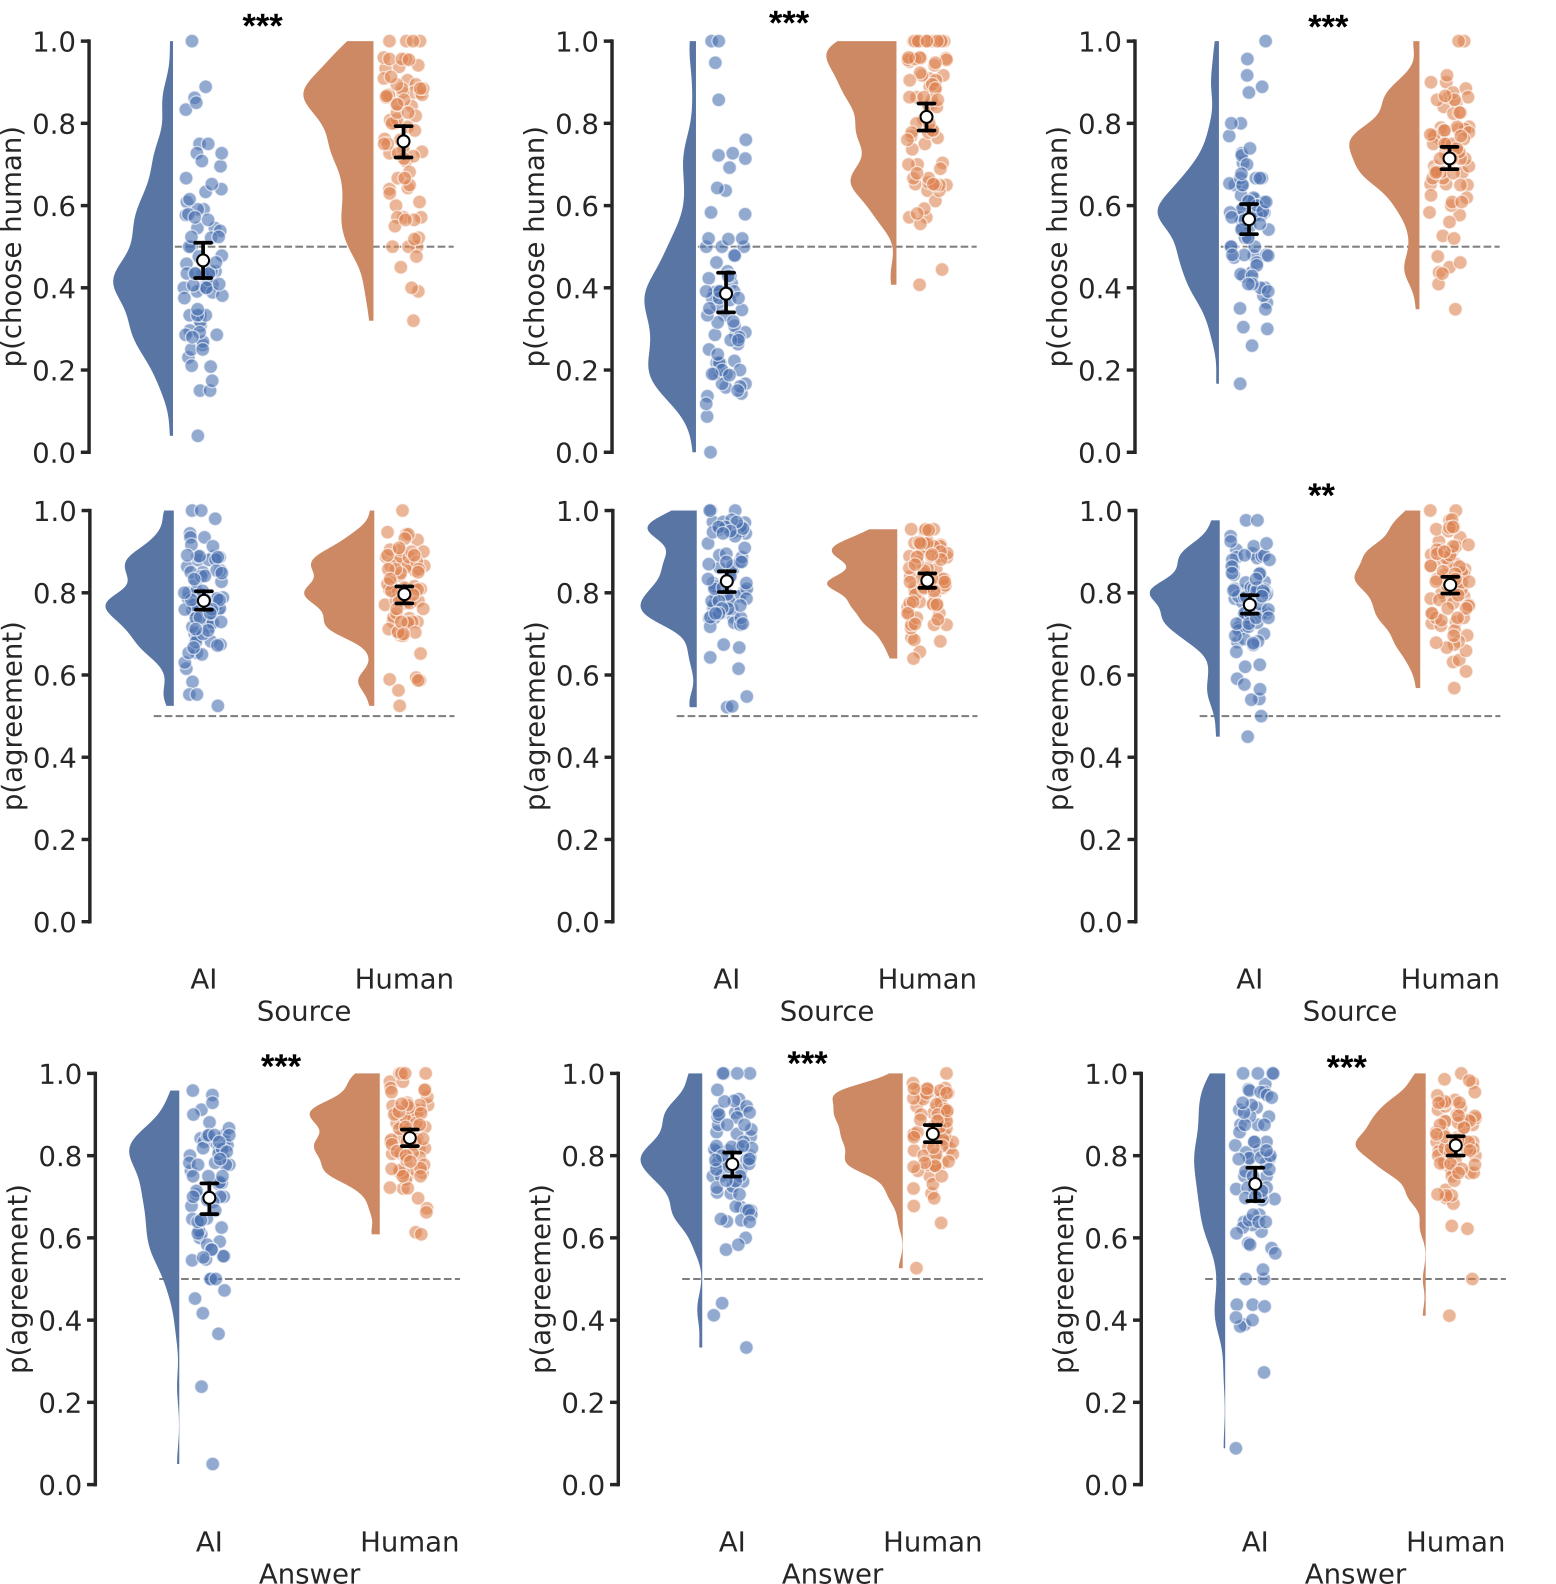 *** *** ***
p(choose human) p(choose human) p(choose human)
1.0 1.0 1.0
0.8 0.8 0.8
0.6 0.6 0.6
0.4 0.4 0.4
0.2 0.2 0.2
0.0 0.0 0.0
**
p(agreement) p(agreement) p(agreement)
1.0 1.0 1.0
0.8 0.8 0.8
0.6 0.6 0.6
0.4 0.4 0.4
0.2 0.2 0.2
0.0 0.0 0.0
AI Human AI Human AI Human
Source Source Source
*** *** ***
p(agreement) p(agreement) p(agreement)
1.0 1.0 1.0
0.8 0.8 0.8
0.6 0.6 0.6
0.4 0.4 0.4
0.2 0.2 0.2
0.0 0.0 0.0
AI Human AI Human AI Human
Answer Answer Answer